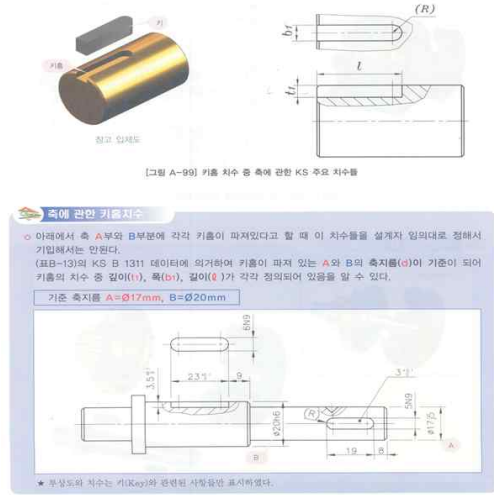 키
키홈
참고 입체도
b₁
(R)
l
t₁
[그림 A-99] 키홈 치수 중 축에 관한 KS 주요 치수들
축에 관한 키홈치수
아래에서 축 A부와 B부분에 각각 키홈이 파져있다고 할 때 이 치수들을 설계자 임의대로 정해서
기입해서는 안된다.
(표B-13)의 KS B 1311 데이터에 의거하여 키홈이 파져 있는 A와 B의 축지름(d)이 기준이 되어
키홈의 치수 중 깊이(t₁), 폭(b₁), 길이(ℓ)가 각각 정의되어 있음을 알 수 있다.
기준 축지름 A=Ø17mm, B=Ø20mm
6N9
23
9
3.5
3
5N9
(R)
ø20h6
ø17j5
A
B
19
8
★ 투상도와 치수는 키(Key)와 관련된 사항들만 표시하였다.